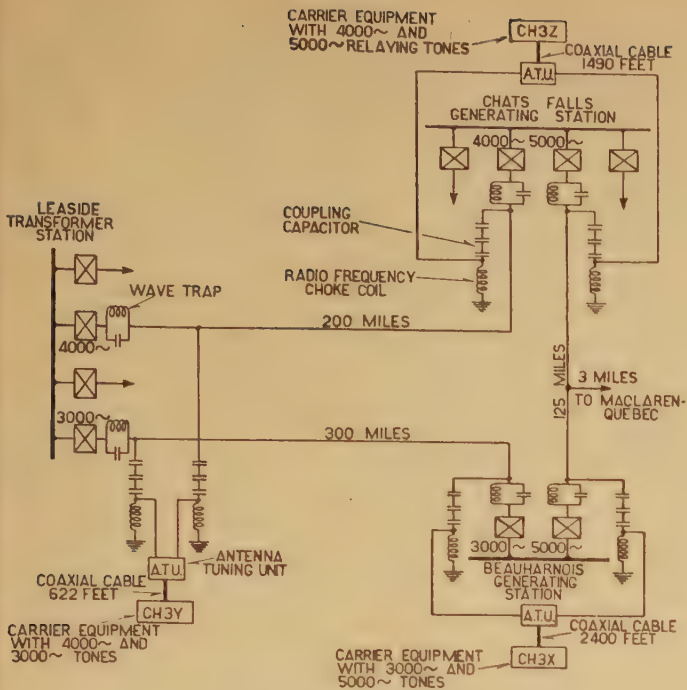 CARRIER EQUIPMENT
WITH 4000~ AND
5000~ RELAYING TONES
CH3Z
COAXIAL CABLE
1490 FEET
A.T.U.
CHATS FALLS
GENERATING STATION
4000~ 5000~
LEASIDE
TRANSFORMER
STATION
COUPLING
CAPACITOR
WAVE TRAP
RADIO FREQUENCY
CHOKE COIL
4000~
200 MILES
125 MILES
3 MILES
TO MACLAREN-
QUEBEC
3000~
300 MILES
3000~ 5000~
BEAUHARNOIS
GENERATING
STATION
A.T.U.
ANTENNA
TUNING UNIT
COAXIAL CABLE
622 FEET
CH3Y
CARRIER EQUIPMENT
WITH 4000~ AND
3000~ TONES
A.T.U.
COAXIAL CABLE
2400 FEET
CH3X
CARRIER EQUIPMENT
WITH 3000~ AND
5000~ TONES